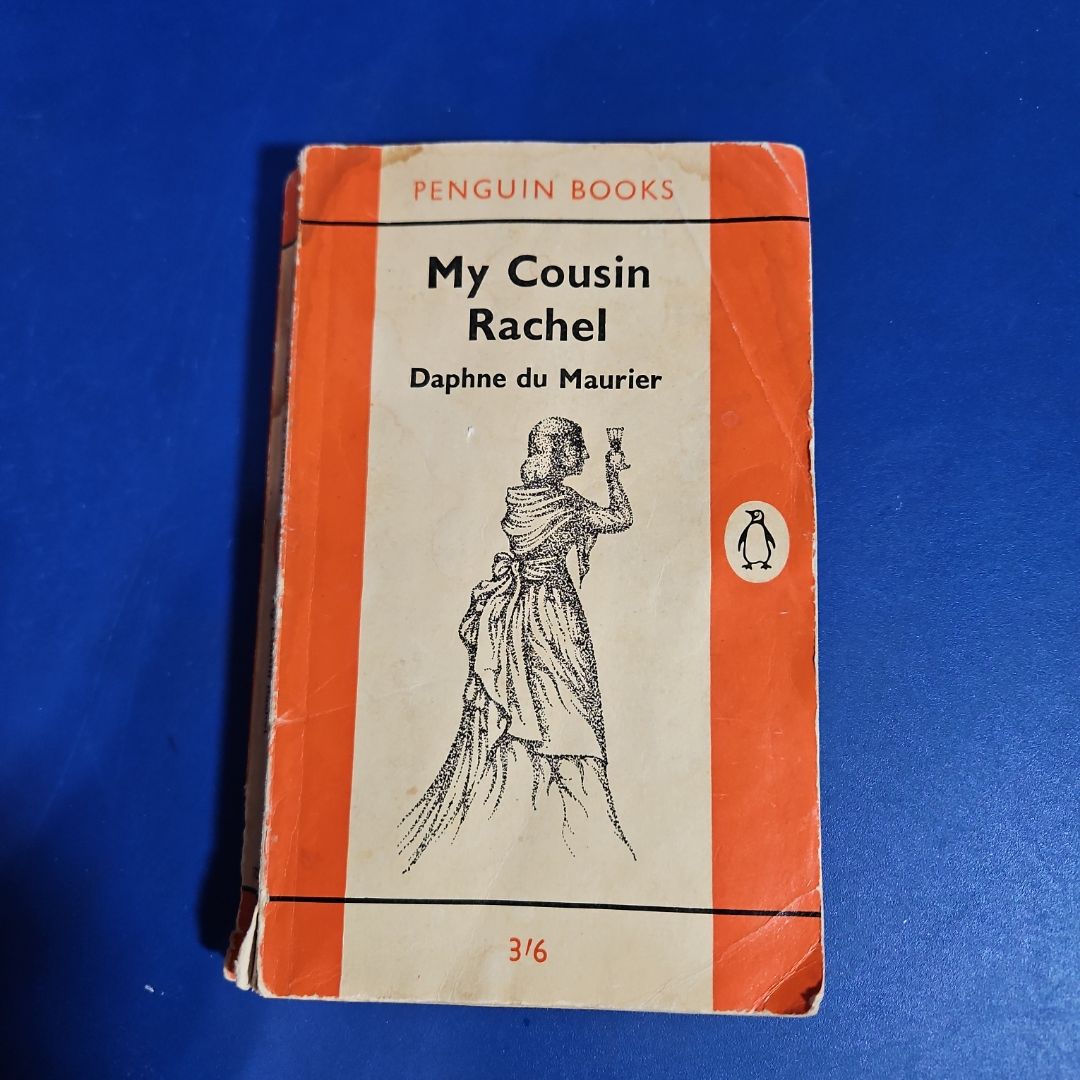 PENGUIN BOOKS
My Cousin
Rachel
Daphne du Maurier
3/6